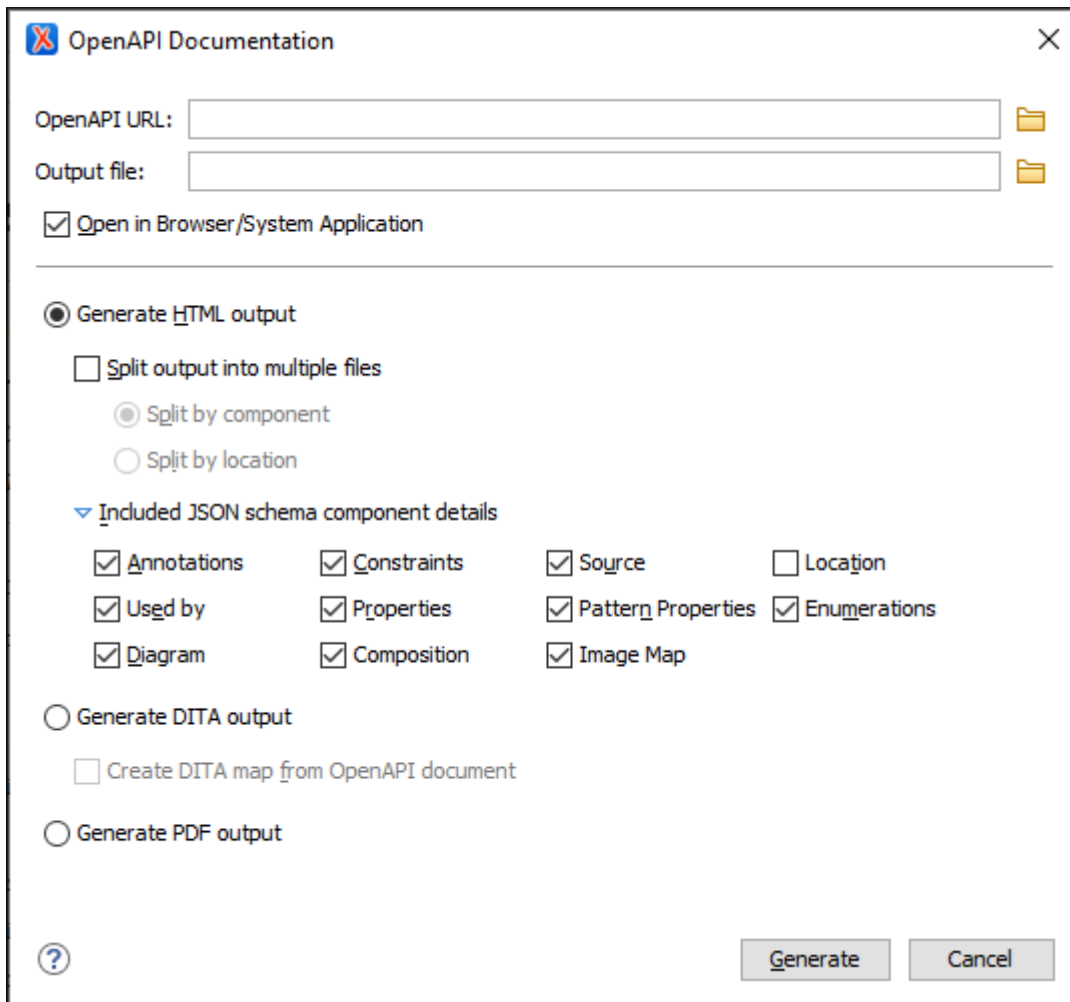 OpenAPI Documentation
OpenAPI URL:
Output file:
Open in Browser/System Application
Generate HTML output
Split output into multiple files
Split by component
Split by location
Included JSON schema component details
Annotations Constraints Source Location
Used by Properties Pattern Properties Enumerations
Diagram Composition Image Map
Generate DITA output
Create DITA map from OpenAPI document
Generate PDF output
? Generate Cancel